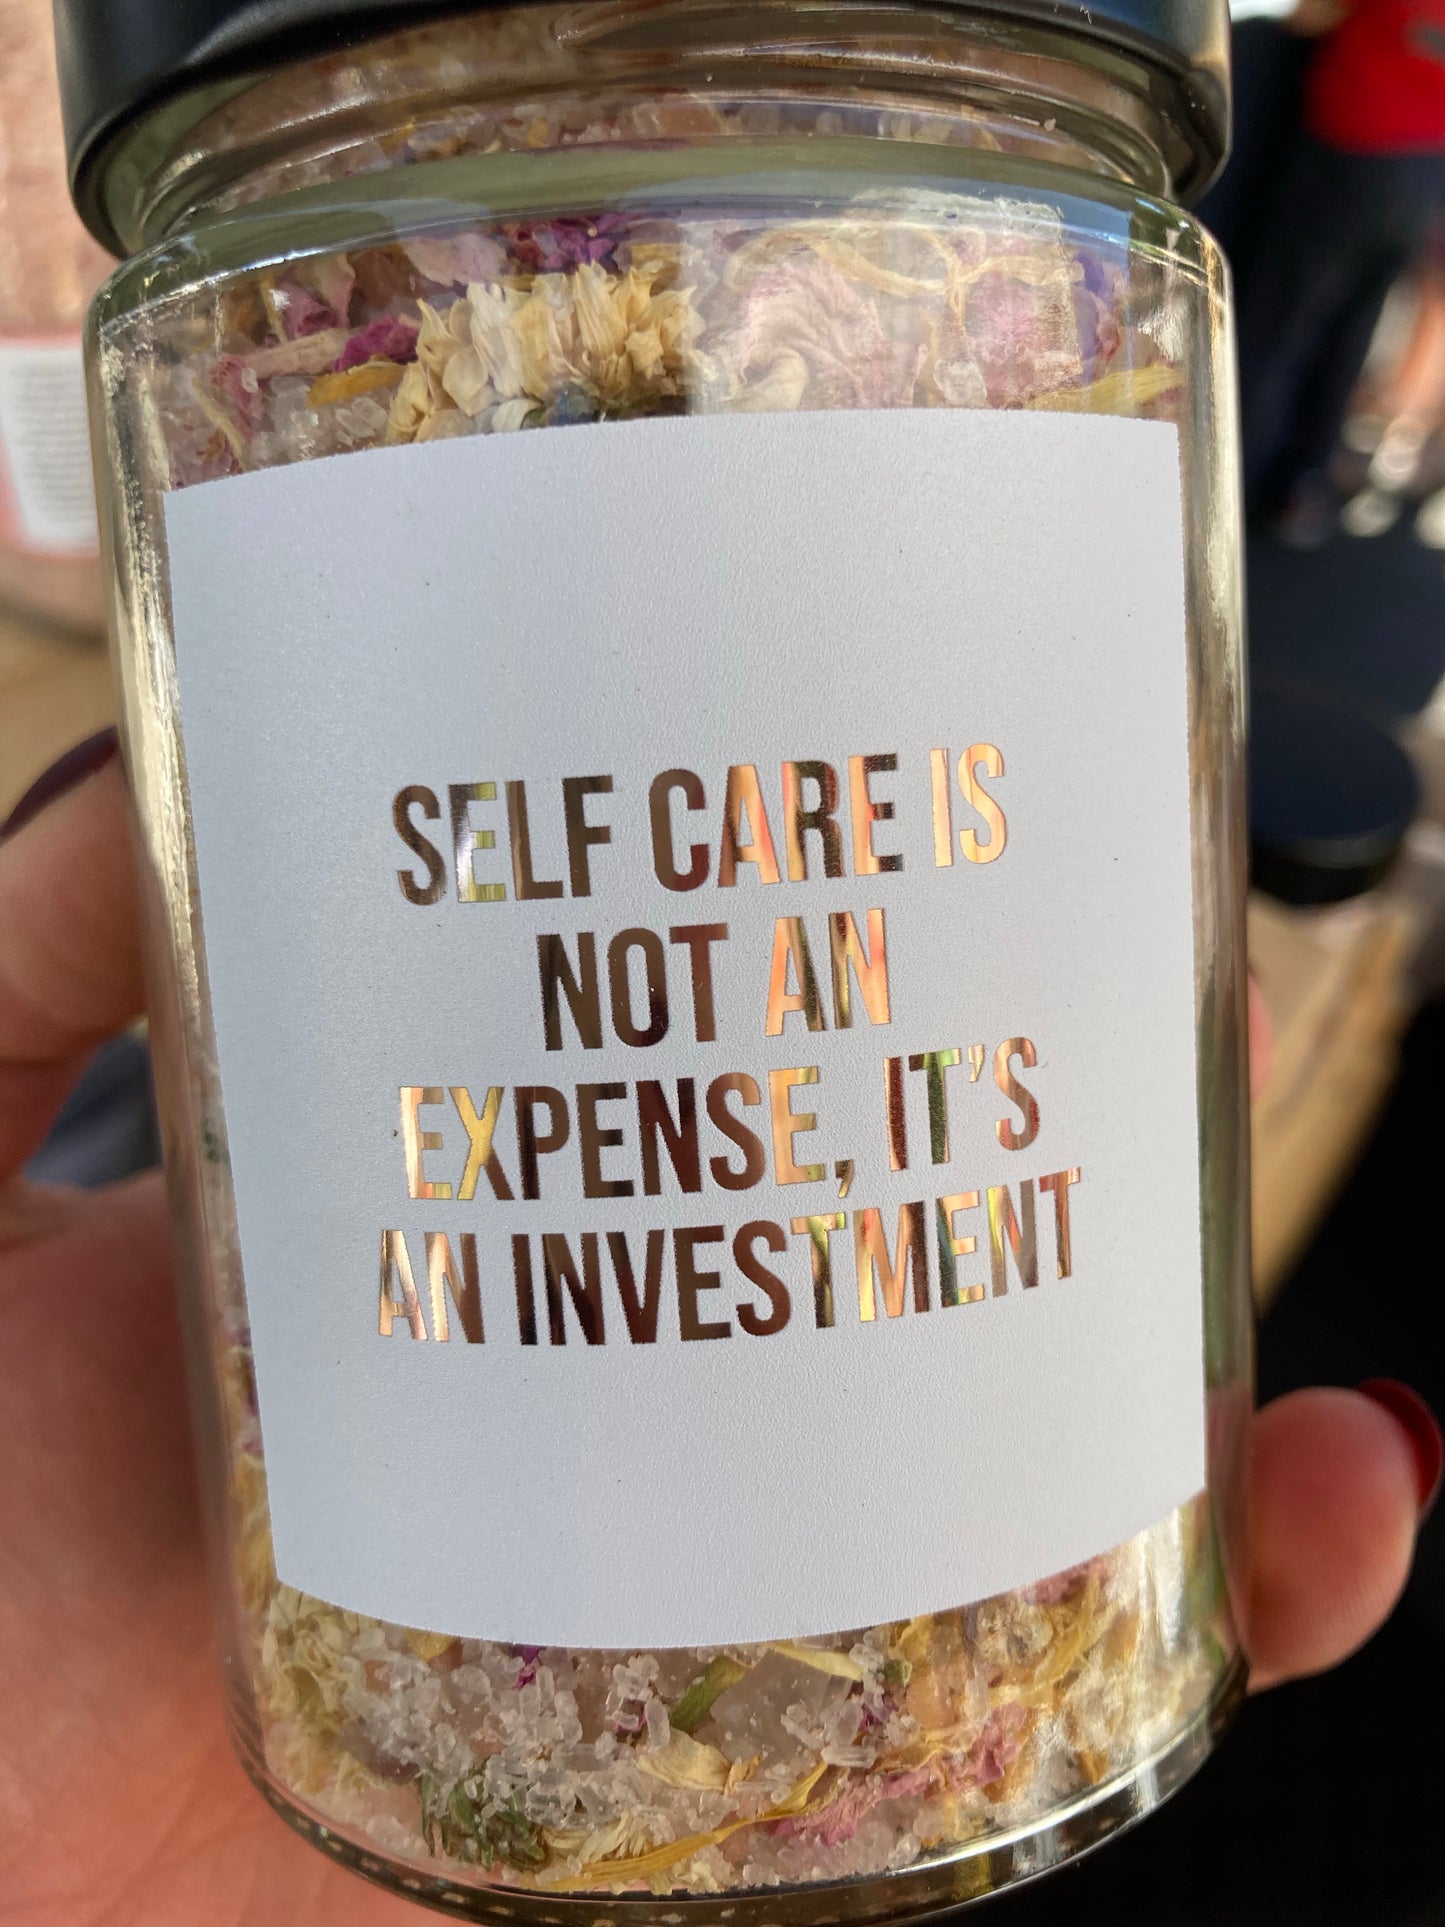 SELF CARE IS
NOT AN
EXPENSE, IT'S
AN INVESTMENT